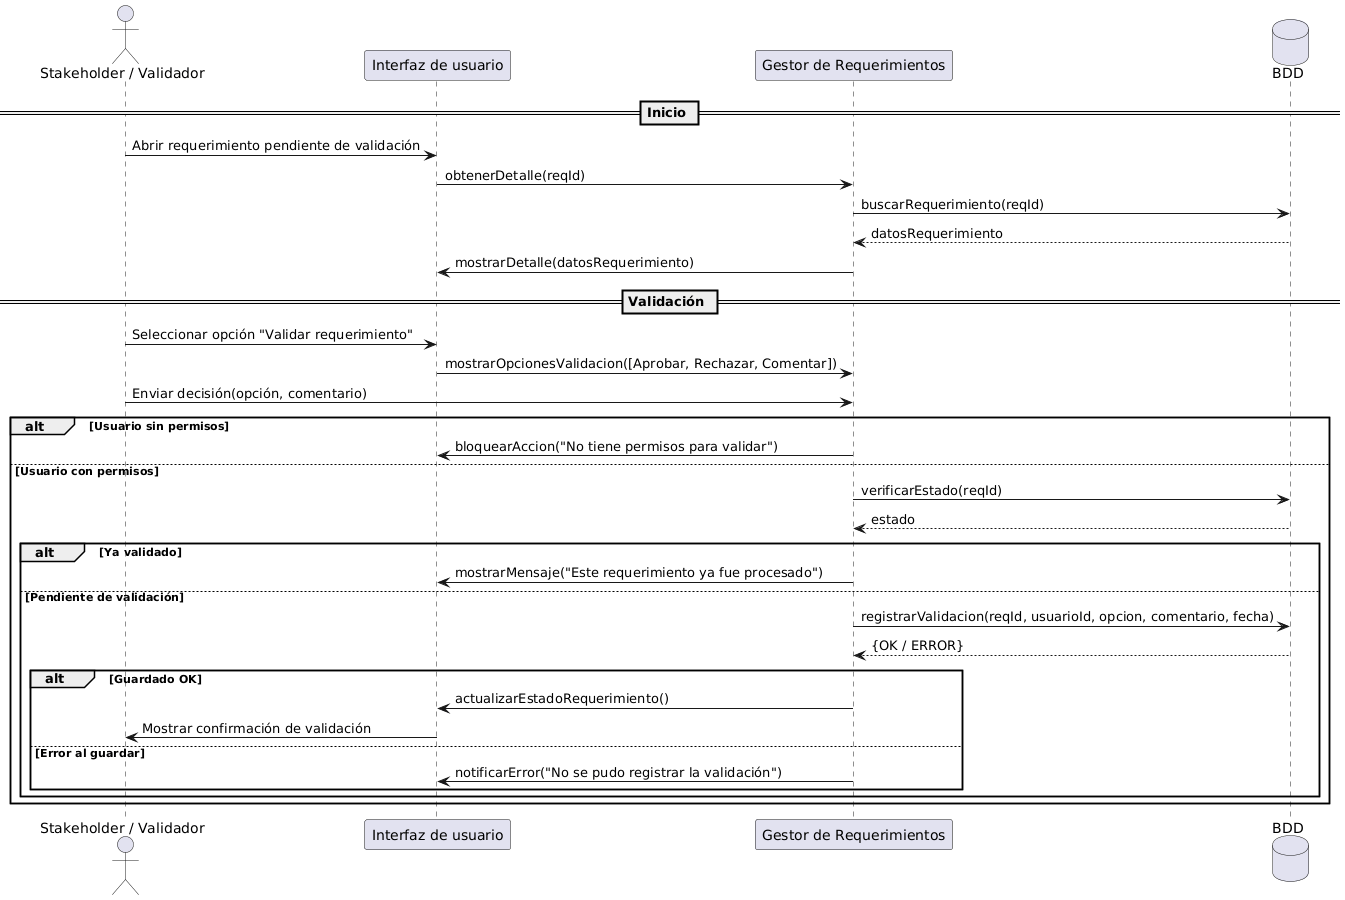 Stakeholder / Validador
Interfaz de usuario
Gestor de Requerimientos
BDD
Inicio
Abrir requerimiento pendiente de validación
obtenerDetalle(reqId)
buscarRequerimiento(reqId)
datosRequerimiento
mostrarDetalle(datosRequerimiento)
Validación
Seleccionar opción "Validar requerimiento"
mostrarOpcionesValidacion([Aprobar, Rechazar, Comentar])
Enviar decisión(opción, comentario)
alt [Usuario sin permisos]
bloquearAccion("No tiene permisos para validar")
[Usuario con permisos]
verificarEstado(reqId)
estado
alt [Ya validado]
mostrarMensaje("Este requerimiento ya fue procesado")
[Pendiente de validación]
registrarValidacion(reqId, usuarioId, opcion, comentario, fecha)
{OK / ERROR}
alt [Guardado OK]
actualizarEstadoRequerimiento()
Mostrar confirmación de validación
[Error al guardar]
notificarError("No se pudo registrar la validación")
Stakeholder / Validador
Interfaz de usuario
Gestor de Requerimientos
BDD